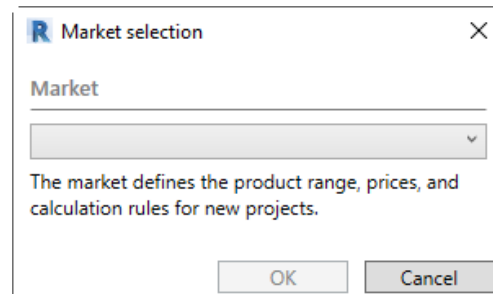 R Market selection
Market
The market defines the product range, prices, and
calculation rules for new projects.
OK
Cancel